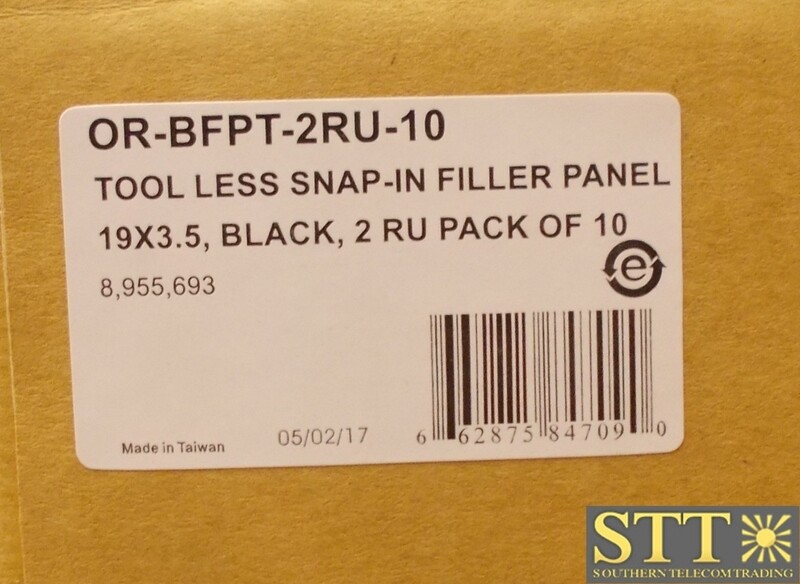 OR-BFPT-2RU-10
TOOL LESS SNAP-IN FILLER PANEL
19X3.5, BLACK, 2 RU PACK OF 10
8,955,693
e
Made in Taiwan
05/02/17
6 62875 84709 0
STT
SOUTHERN TELECOM TRADING